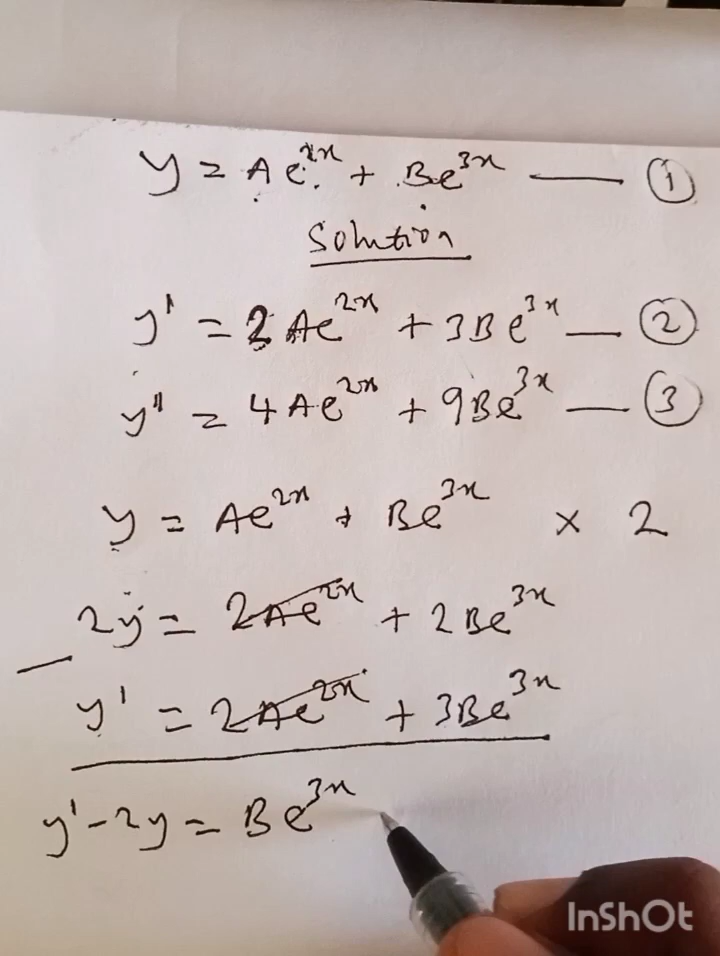 y = Ae^{2x} + Be^{3x} — ①
Solution
y' = 2Ae^{2x} + 3Be^{3x} — ②
y" = 4Ae^{2x} + 9Be^{3x} — ③
y = Ae^{2x} + Be^{3x} × 2
2y = 2Ae^{2x} + 2Be^{3x}
—
y' = 2Ae^{2x} + 3Be^{3x}
y' - 2y = Be^{3x}
InShOt